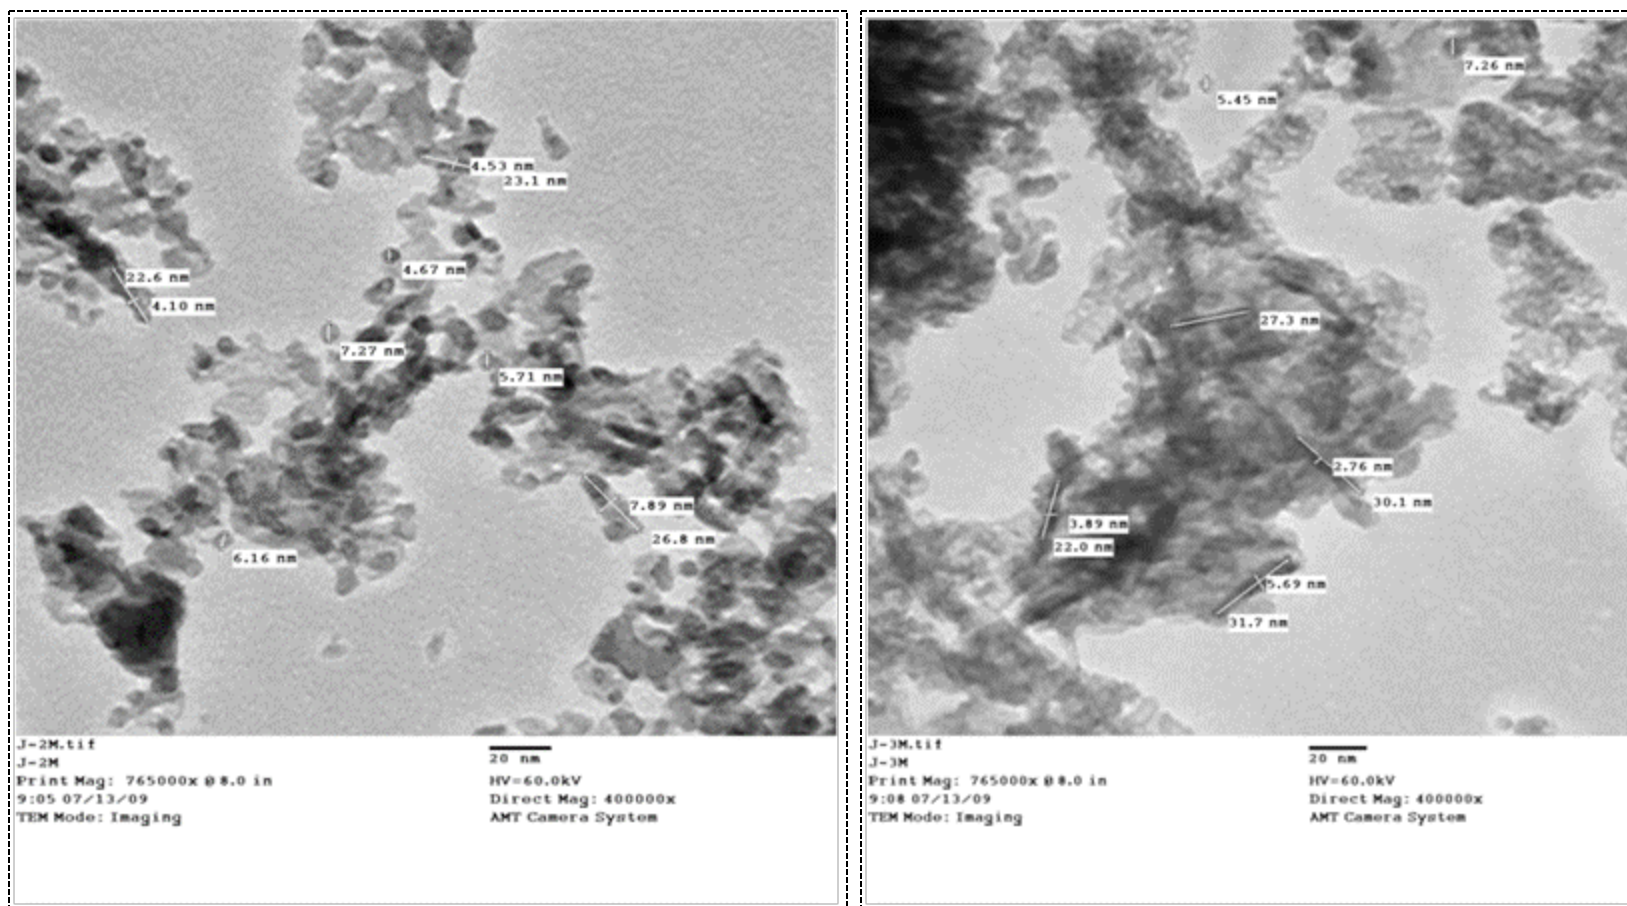 4.53 nm
23.1 nm
22.6 nm
4.67 nm
4.10 nm
7.27 nm
5.71 nm
7.89 nm
26.8 nm
6.16 nm
J-2M.tif
J-2M
Print Mag: 765000x @ 8.0 in
9:05 07/13/09
TEM Mode: Imaging
20 nm
HV=60.0kV
Direct Mag: 400000x
AMT Camera System
7.26 nm
5.45 nm
27.3 nm
2.76 nm
30.1 nm
3.89 nm
22.0 nm
5.69 nm
31.7 nm
J-3M.tif
J-3M
Print Mag: 765000x @ 8.0 in
9:08 07/13/09
TEM Mode: Imaging
20 nm
HV=60.0kV
Direct Mag: 400000x
AMT Camera System